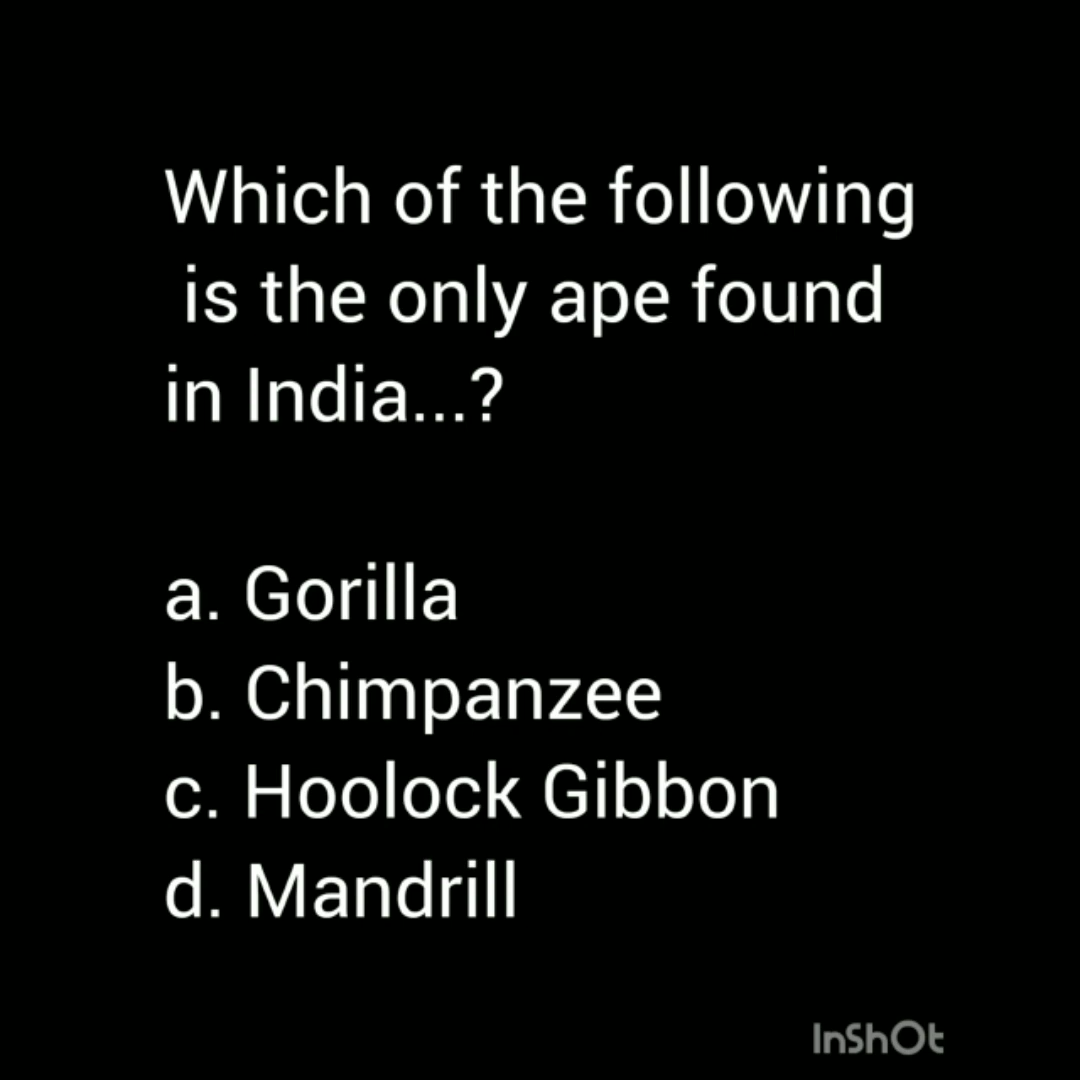 Which of the following
is the only ape found
in India...?
a. Gorilla
b. Chimpanzee
c. Hoolock Gibbon
d. Mandrill
InShOt